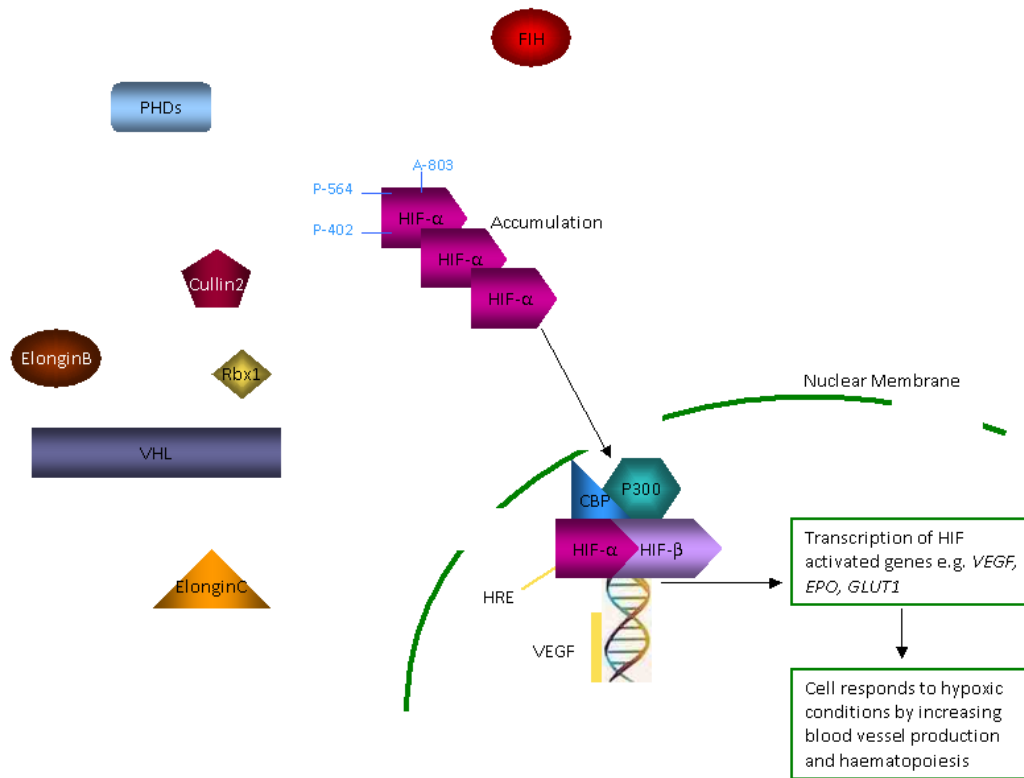 FIH
PHDs
A-803
P-564
HIF-α
P-402
Accumulation
HIF-α
Cullin2
HIF-α
ElonginB
Rbx1
Nuclear Membrane
VHL
P300
CBP
HIF-α
HIF-β
Transcription of HIF
activated genes e.g. VEGF,
EPO, GLUT1
ElonginC
HRE
VEGF
Cell responds to hypoxic
conditions by increasing
blood vessel production
and haematopoiesis